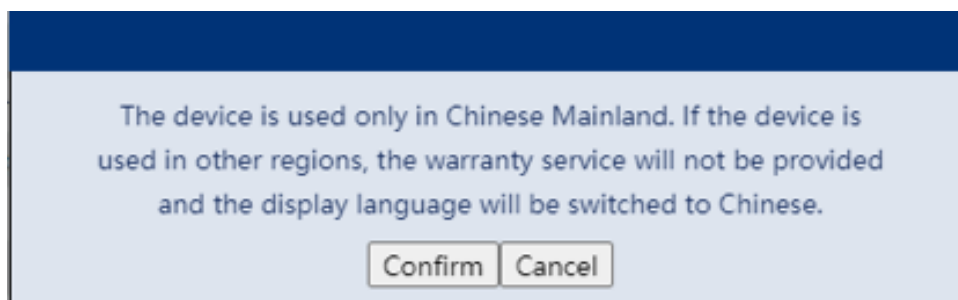 The device is used only in Chinese Mainland. If the device is
used in other regions, the warranty service will not be provided
and the display language will be switched to Chinese.
Confirm Cancel